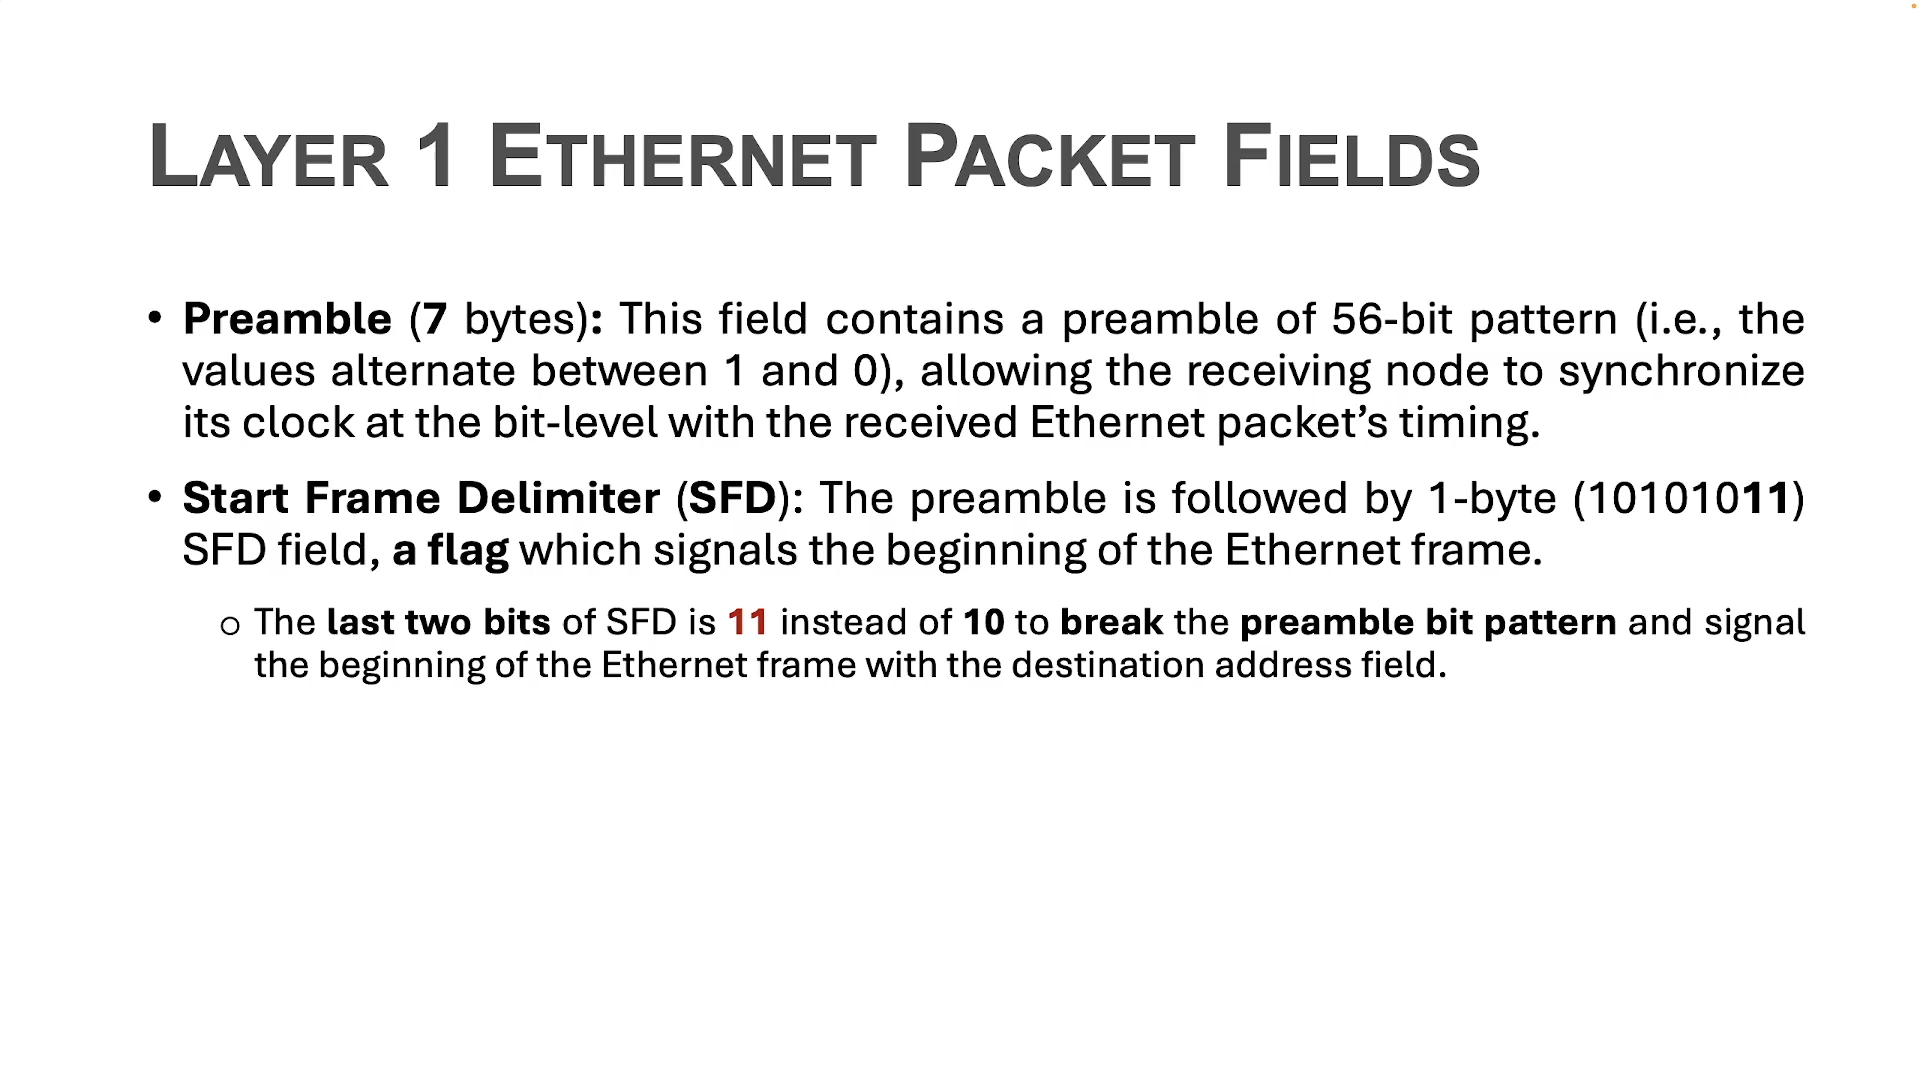 LAYER 1 ETHERNET PACKET FIELDS
• Preamble (7 bytes): This field contains a preamble of 56-bit pattern (i.e., the
values alternate between 1 and 0), allowing the receiving node to synchronize
its clock at the bit-level with the received Ethernet packet’s timing.
• Start Frame Delimiter (SFD): The preamble is followed by 1-byte (10101011)
SFD field, a flag which signals the beginning of the Ethernet frame.
o The last two bits of SFD is 11 instead of 10 to break the preamble bit pattern and signal
the beginning of the Ethernet frame with the destination address field.